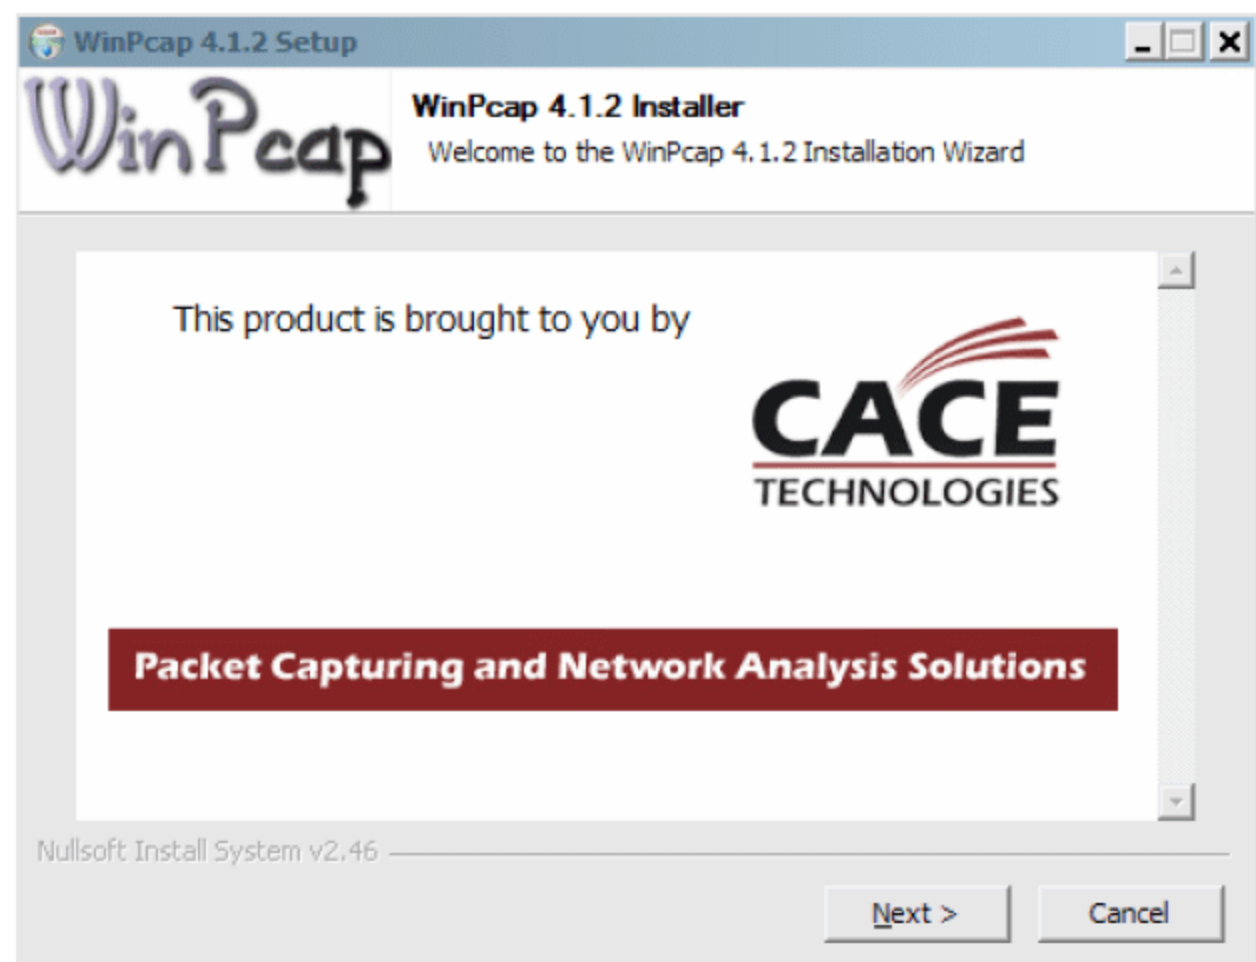 WinPcap 4.1.2 Setup
WinPcap
WinPcap 4.1.2 Installer
Welcome to the WinPcap 4.1.2 Installation Wizard
This product is brought to you by
CACE
TECHNOLOGIES
Packet Capturing and Network Analysis Solutions
Nullsoft Install System v2.46
Next >
Cancel